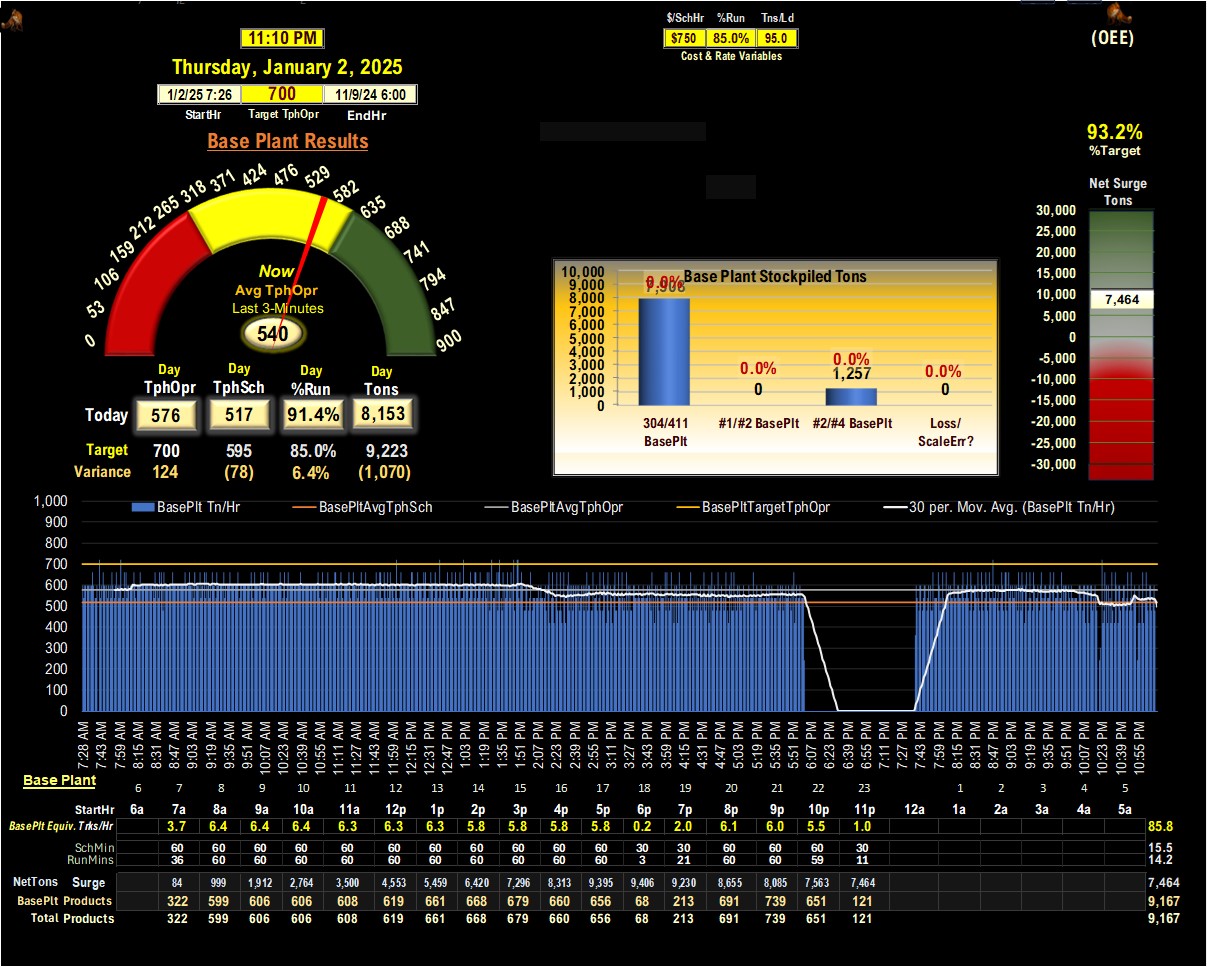 $/SchHr %Run Tns/Ld
11:10 PM
$750 85.0% 95.0
(OEE)
Cost & Rate Variables
Thursday, January 2, 2025
1/2/25 7:26 700 11/9/24 6:00
StartHr Target TphOpr EndHr
Base Plant Results
93.2%
%Target
Net Surge
Tons
0 53 106 159 212 265 318 371 424 476 529 582 635 688 741 794 847 900
Now
Avg TphOpr
Last 3-Minutes
540
30,000
25,000
20,000
15,000
10,000
7,464
5,000
0
-5,000
-10,000
-15,000
-20,000
-25,000
-30,000
Base Plant Stockpiled Tons
10,000
9,000
8,000
7,000
6,000
5,000
4,000
3,000
2,000
1,000
0
0.0% 0.0% 0.0% 0.0%
0 1,257 0
304/411 BasePlt
#1/#2 BasePlt
#2/#4 BasePlt
Loss/ ScaleErr?
Day Day Day Day
TphOpr TphSch %Run Tons
Today 576 517 91.4% 8,153
Target 700 595 85.0% 9,223
Variance 124 (78) 6.4% (1,070)
BasePlt Tn/Hr BasePltAvgTphSch BasePltAvgTphOpr BasePltTargetTphOpr 30 per. Mov. Avg. (BasePlt Tn/Hr)
1,000
900
800
700
600
500
400
300
200
100
0
7:28 AM 7:43 AM 7:59 AM 8:15 AM 8:31 AM 8:47 AM 9:03 AM 9:19 AM 9:35 AM 9:51 AM 10:07 AM 10:23 AM 10:39 AM 10:55 AM 11:11 AM 11:27 AM 11:43 AM 11:59 AM 12:15 PM 12:31 PM 12:47 PM 1:03 PM 1:19 PM 1:35 PM 1:51 PM 2:07 PM 2:23 PM 2:39 PM 2:55 PM 3:11 PM 3:27 PM 3:43 PM 3:59 PM 4:15 PM 4:31 PM 4:47 PM 5:03 PM 5:19 PM 5:35 PM 5:51 PM 6:07 PM 6:23 PM 6:39 PM 6:55 PM 7:11 PM 7:27 PM 7:43 PM 7:59 PM 8:15 PM 8:31 PM 8:47 PM 9:03 PM 9:19 PM 9:35 PM 9:51 PM 10:07 PM 10:23 PM 10:39 PM 10:55 PM
Base Plant
6 7 8 9 10 11 12 13 14 15 16 17 18 19 20 21 22 23 1 2 3 4 5
StartHr 6a 7a 8a 9a 10a 11a 12p 1p 2p 3p 4p 5p 6p 7p 8p 9p 10p 11p 12a 1a 2a 3a 4a 5a
BasePlt Equiv. Trks/Hr 3.7 6.4 6.4 6.4 6.3 6.3 6.3 5.8 5.8 5.8 5.8 0.2 2.0 6.1 6.0 5.5 1.0 85.8
SchMin 60 60 60 60 60 60 60 60 60 60 60 30 30 60 60 60 30 15.5
RunMins 36 60 60 60 60 60 60 60 60 60 60 3 21 60 60 59 11 14.2
NetTons Surge 84 999 1,912 2,764 3,500 4,553 5,459 6,420 7,296 8,313 9,395 9,406 9,230 8,655 8,085 7,563 7,464 7,464
BasePlt Products 322 599 606 606 608 619 661 668 679 660 656 68 213 691 739 651 121 9,167
Total Products 322 599 606 606 608 619 661 668 679 660 656 68 213 691 739 651 121 9,167